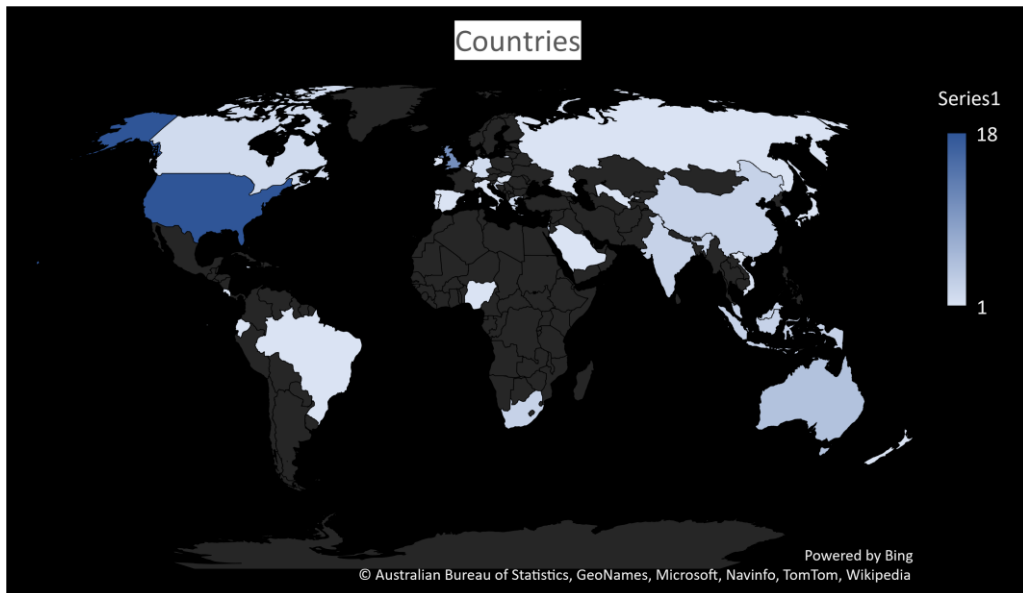 Countries
Series1
18
1
Powered by Bing
© Australian Bureau of Statistics, GeoNames, Microsoft, Navinfo, TomTom, Wikipedia